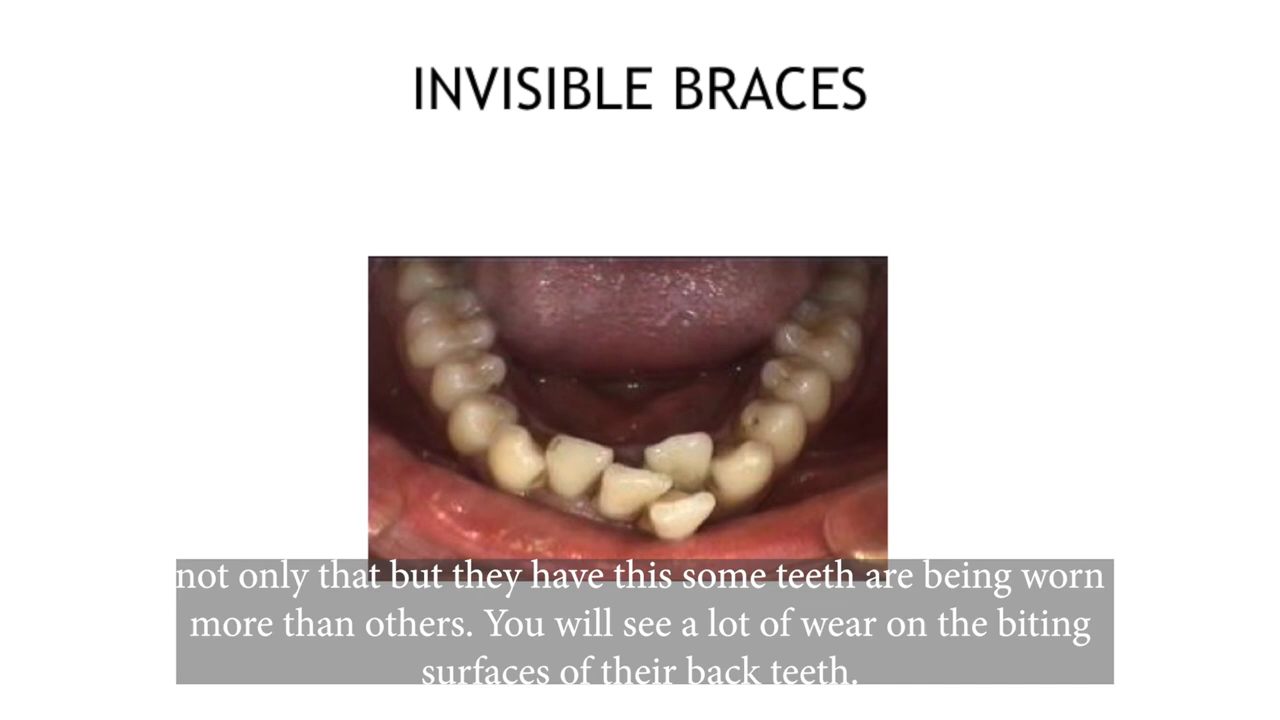 INVISIBLE BRACES
not only that but they have this some teeth are being worn
more than others. You will see a lot of wear on the biting
surfaces of their back teeth.